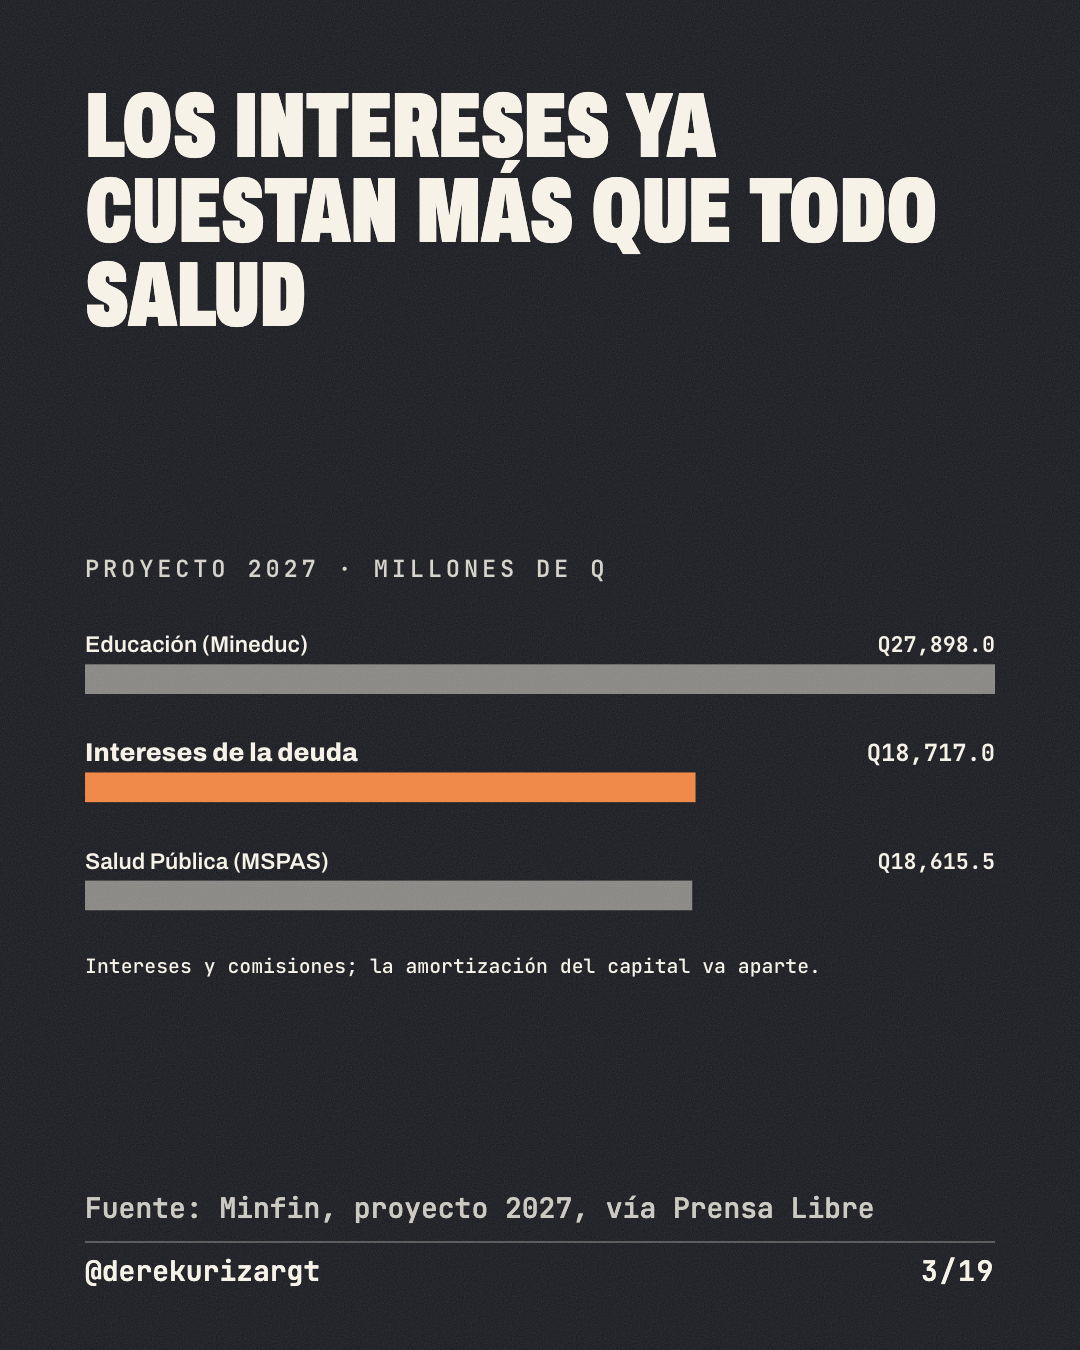 LOS INTERESES YA
CUESTAN MÁS QUE TODO
SALUD
PROYECTO 2027 · MILLONES DE Q
Educación (Mineduc) Q27,898.0
Intereses de la deuda Q18,717.0
Salud Pública (MSPAS) Q18,615.5
Intereses y comisiones; la amortización del capital va aparte.
Fuente: Minfin, proyecto 2027, vía Prensa Libre
@derekurizargt 3/19